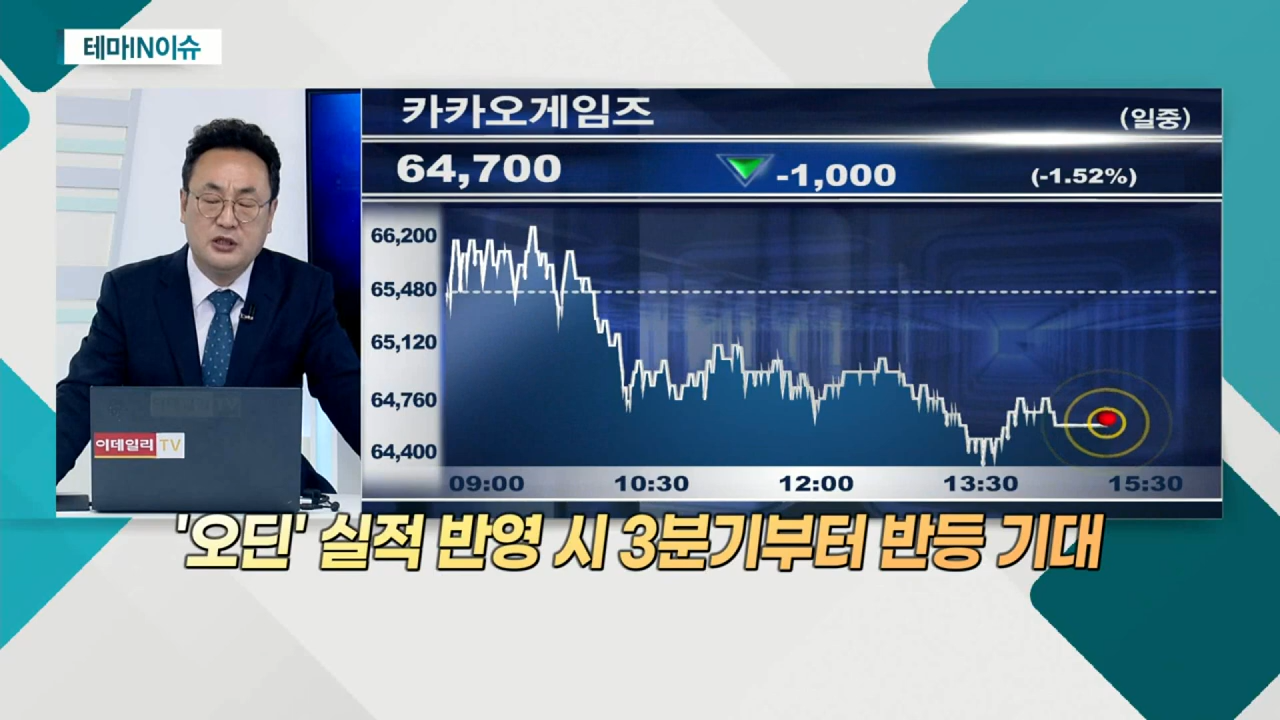 테마IN이슈
카카오게임즈
(일중)
64,700
-1,000
(-1.52%)
66,200
65,480
65,120
64,760
64,400
09:00
10:30
12:00
13:30
15:30
이데일리 TV
'오딘' 실적 반영 시 3분기부터 반등 기대